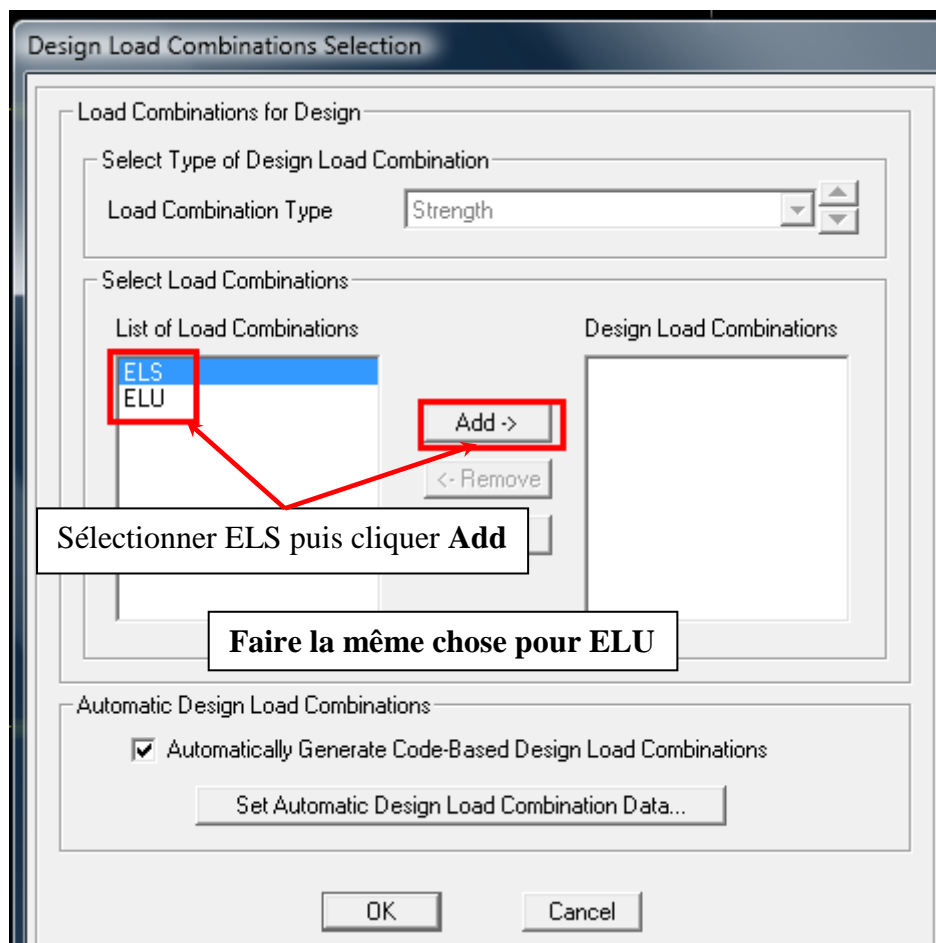 Design Load Combinations Selection
Load Combinations for Design
Select Type of Design Load Combination
Load Combination Type
Strength
Select Load Combinations
List of Load Combinations
Design Load Combinations
ELS
ELU
Add ->
<- Remove
Sélectionner ELS puis cliquer Add
Faire la même chose pour ELU
Automatic Design Load Combinations
Automatically Generate Code-Based Design Load Combinations
Set Automatic Design Load Combination Data...
OK
Cancel